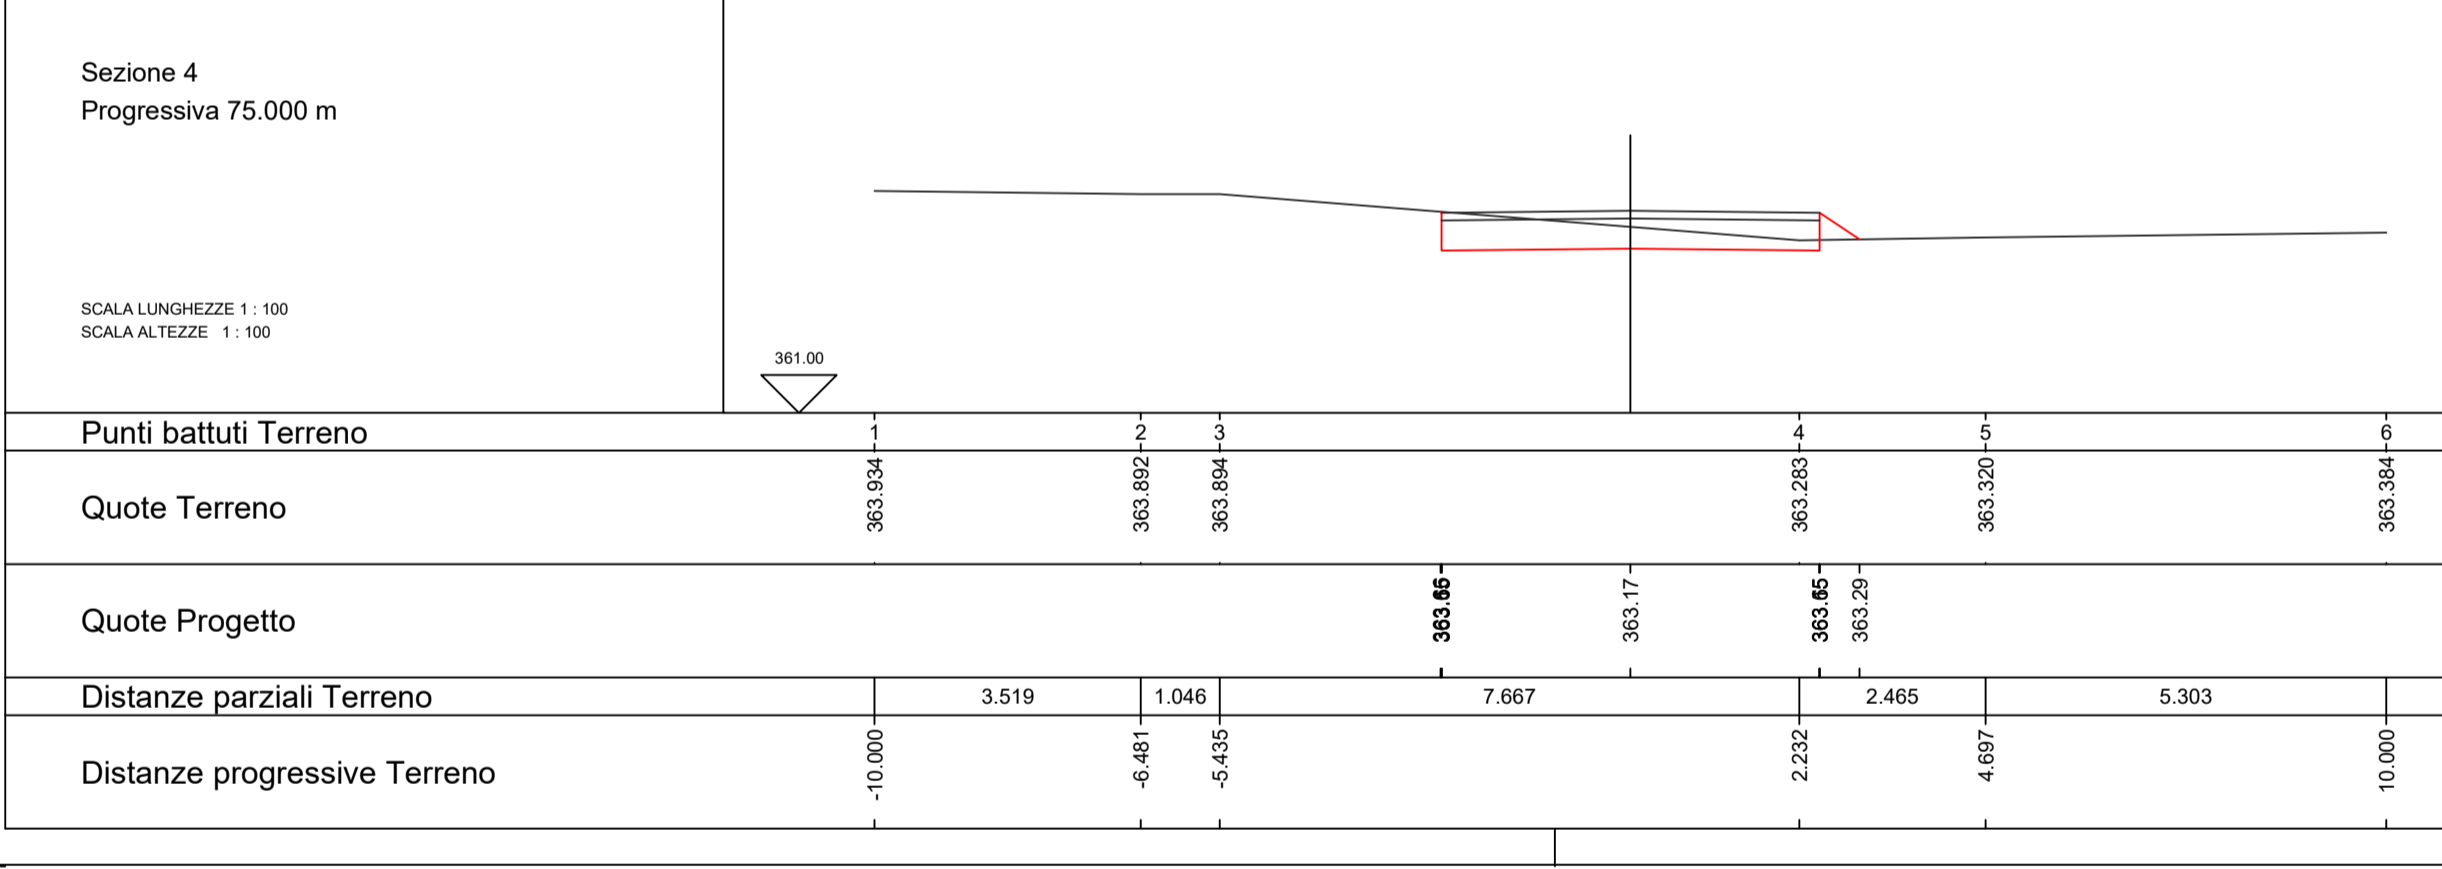 Sezione 4
Progressiva 75.000 m
SCALA LUNGHEZZE 1 : 100
SCALA ALTEZZE 1 : 100
361.00
Punti battuti Terreno 1 2 3 4 5 6
Quote Terreno 363.934 363.892 363.894 363.283 363.320 363.384
Quote Progetto 363.17 363.65 363.29
Distanze parziali Terreno 3.519 1.046 7.667 2.465 5.303
Distanze progressive Terreno -10.000 -6.481 -5.435 2.232 4.697 10.000